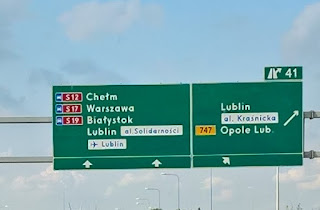 41
S12 Chełm
S17 Warszawa
S19 Białystok
Lublin al. Solidarności
Lublin
Lublin
al. Kraśnicka
747 Opole Lub.